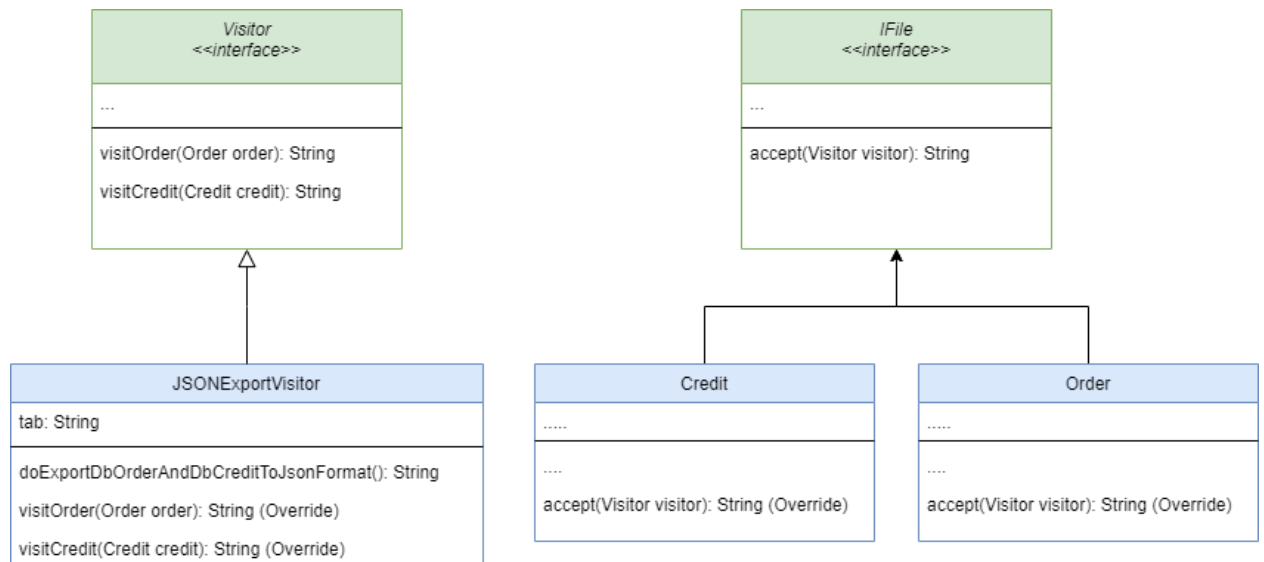 Visitor
<<interface>>
...
visitOrder(Order order): String
visitCredit(Credit credit): String
IFile
<<interface>>
...
accept(Visitor visitor): String
JSONExportVisitor
tab: String
doExportDbOrderAndDbCreditToJsonFormat(): String
visitOrder(Order order): String (Override)
visitCredit(Credit credit): String (Override)
Credit
.....
....
accept(Visitor visitor): String (Override)
Order
.....
....
accept(Visitor visitor): String (Override)